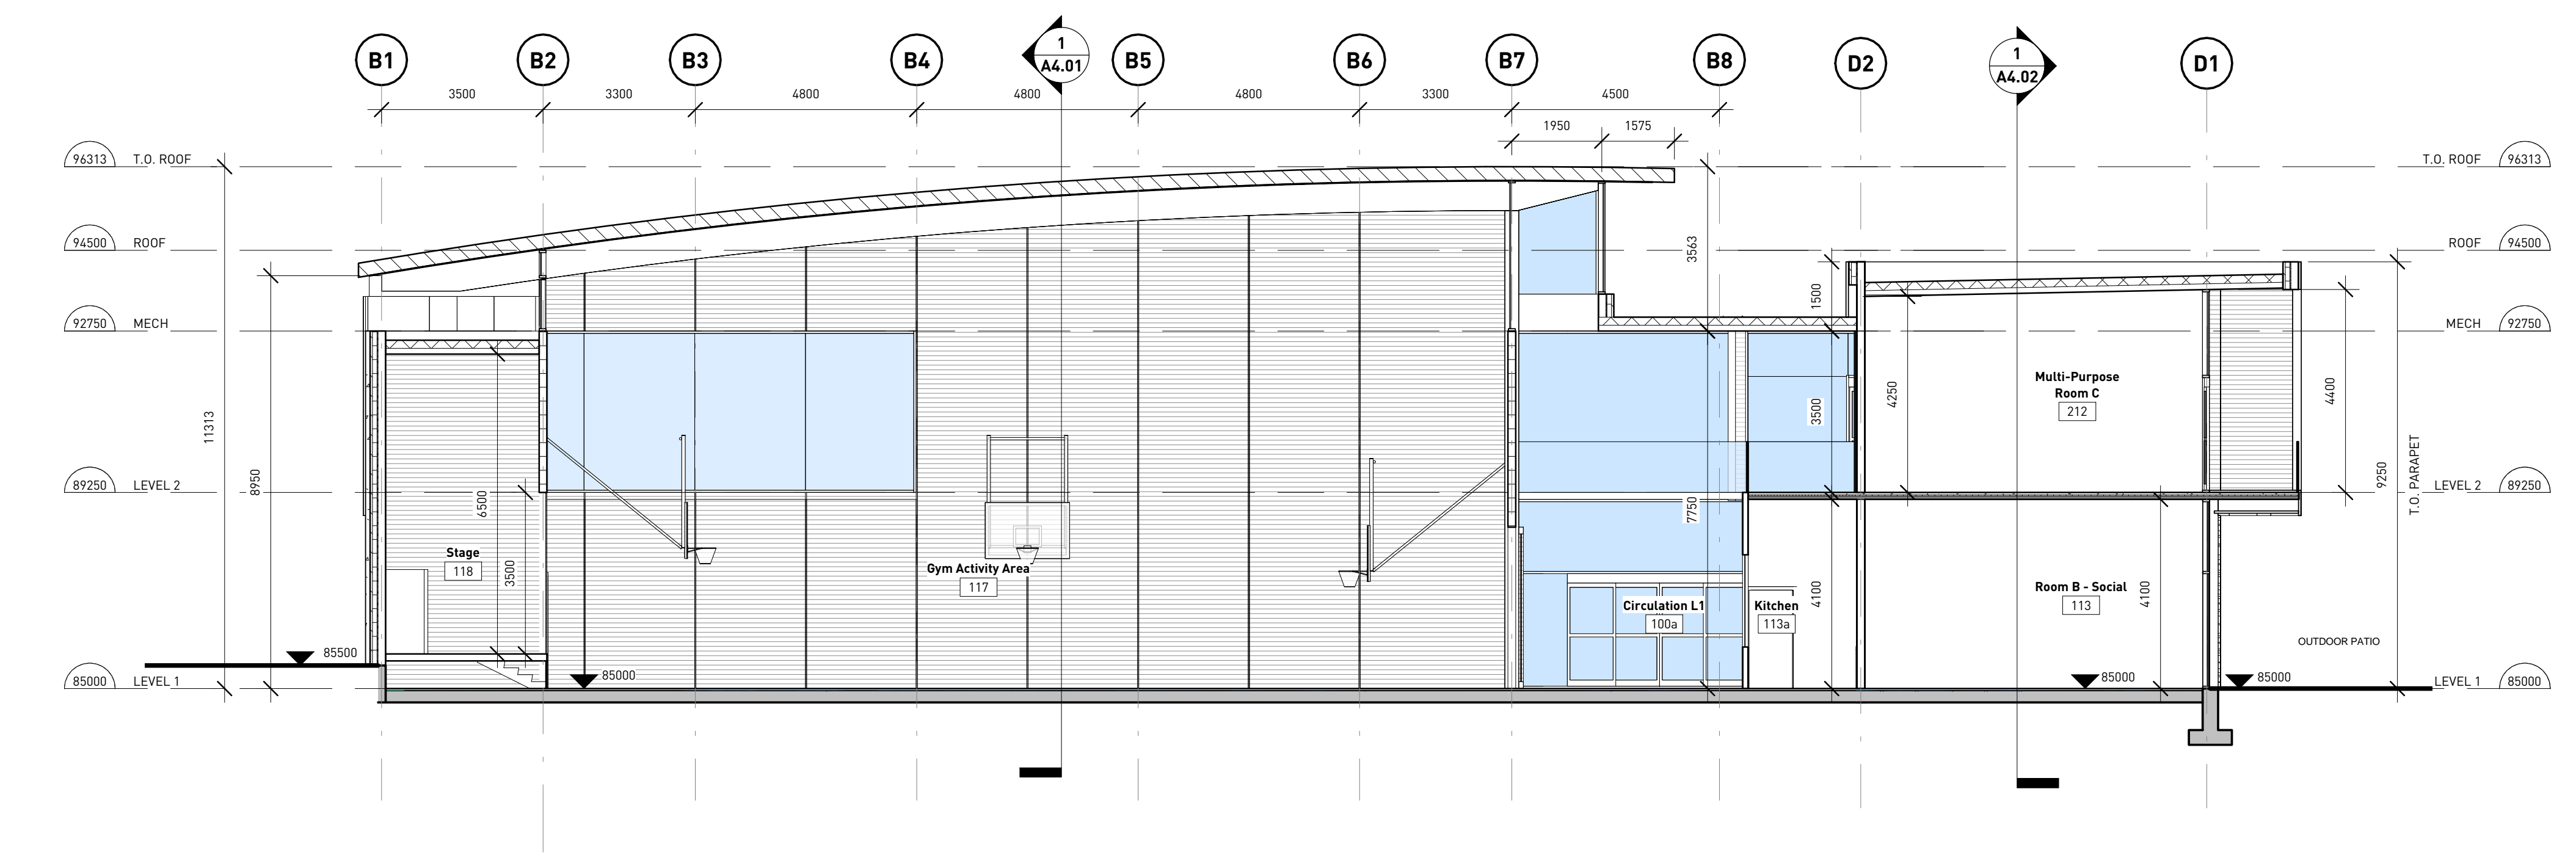 B1
B2
B3
B4
1
A4.01
B5
B6
B7
B8
D2
1
A4.02
D1
3500
3300
4800
4800
4800
3300
4500
1950
1575
96313 T.O. ROOF
T.O. ROOF 96313
94500 ROOF
ROOF 94500
3563
1500
92750 MECH
MECH 92750
11313
8950
6500
3500
3500
4250
4400
Multi-Purpose
Room C
212
89250 LEVEL 2
LEVEL 2 89250
9250
T.O. PARAPET
7750
Stage
118
Gym Activity Area
117
Circulation L1
100a
Kitchen
113a
4100
Room B - Social
113
4100
OUTDOOR PATIO
85500
85000 LEVEL 1
85000
85000
85000
LEVEL 1 85000